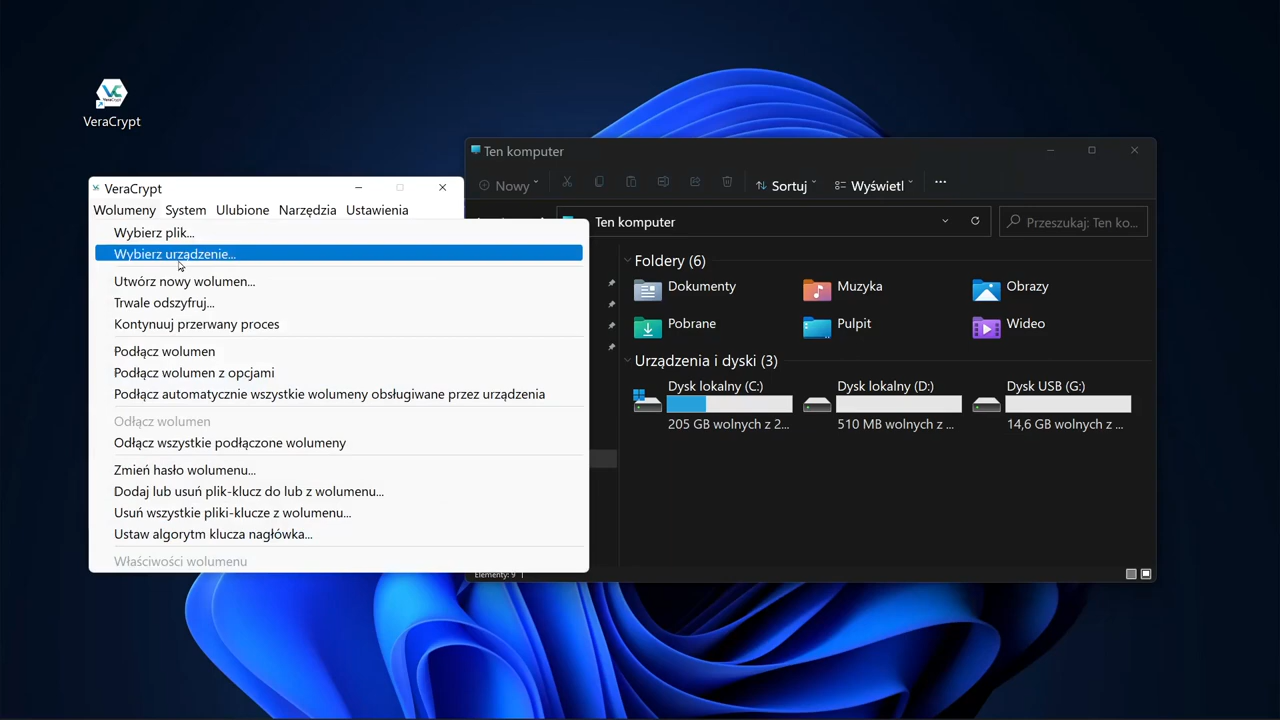 VeraCrypt
VeraCrypt
Wolumeny System Ulubione Narzędzia Ustawienia
Wybierz plik...
Wybierz urządzenie...
Utwórz nowy wolumen...
Trwale odszyfruj...
Kontynuuj przerwany proces
Podłącz wolumen
Podłącz wolumen z opcjami
Podłącz automatycznie wszystkie wolumeny obsługiwane przez urządzenia
Odłącz wolumen
Odłącz wszystkie podłączone wolumeny
Zmień hasło wolumenu...
Dodaj lub usuń plik-klucz do lub z wolumenu...
Usuń wszystkie pliki-klucze z wolumenu...
Ustaw algorytm klucza nagłówka...
Właściwości wolumenu
Ten komputer
Nowy Sortuj Wyświetl ...
Ten komputer
Przeszukaj: Ten ko...
Foldery (6)
Dokumenty Muzyka Obrazy
Pobrane Pulpit Wideo
Urządzenia i dyski (3)
Dysk lokalny (C:) Dysk lokalny (D:) Dysk USB (G:)
205 GB wolnych z 2... 510 MB wolnych z ... 14,6 GB wolnych z ...
Elementy: 9